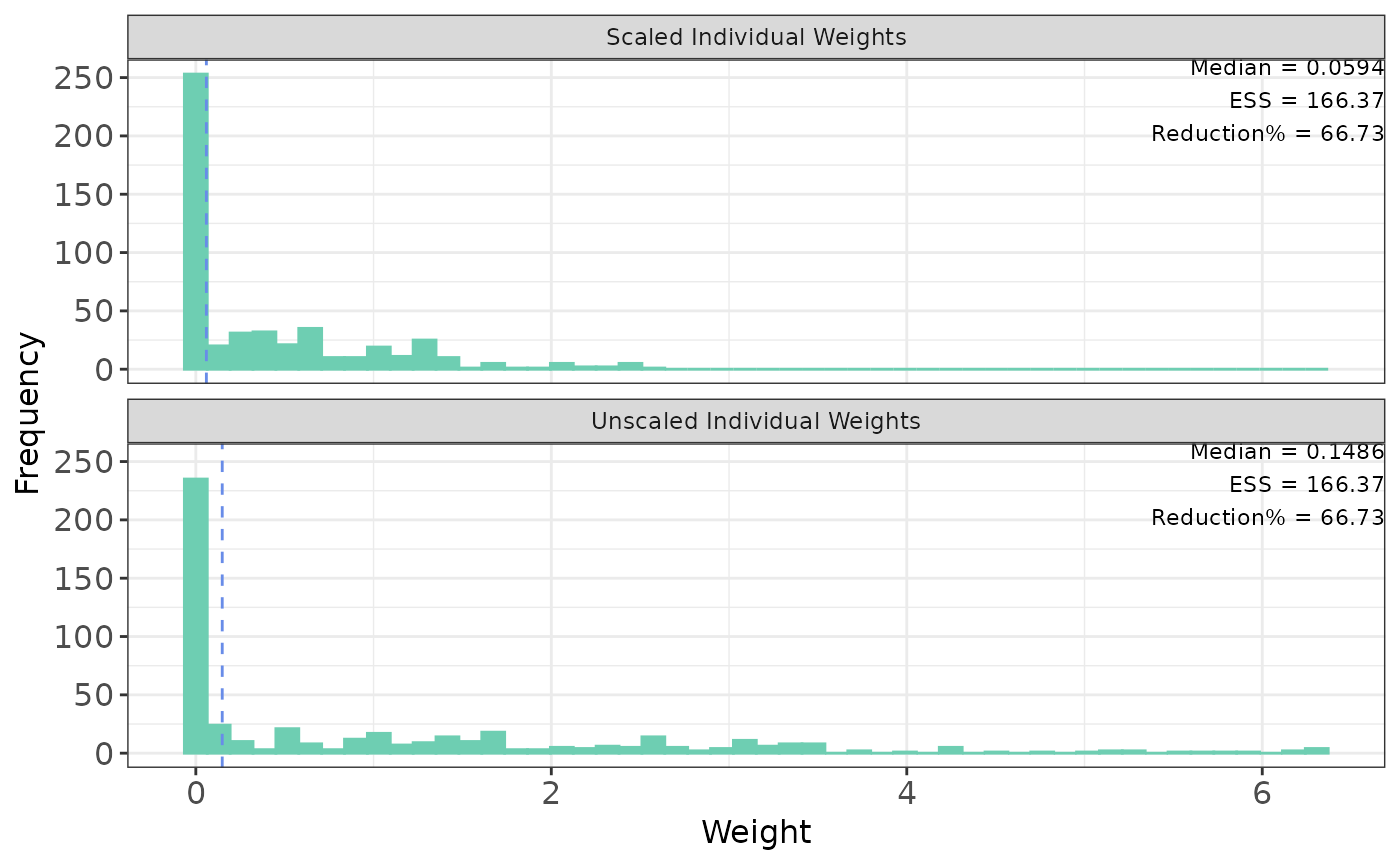 Scaled Individual Weights
Median = 0.0594
ESS = 166.37
Reduction% = 66.73
250
200
150
100
50
0
Frequency
Unscaled Individual Weights
Median = 0.1486
ESS = 166.37
Reduction% = 66.73
250
200
150
100
50
0
0 2 4 6
Weight